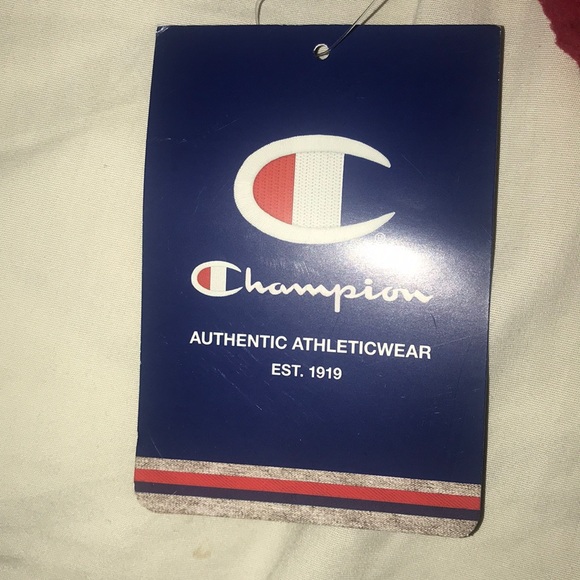 Champion
AUTHENTIC ATHLETICWEAR
EST. 1919